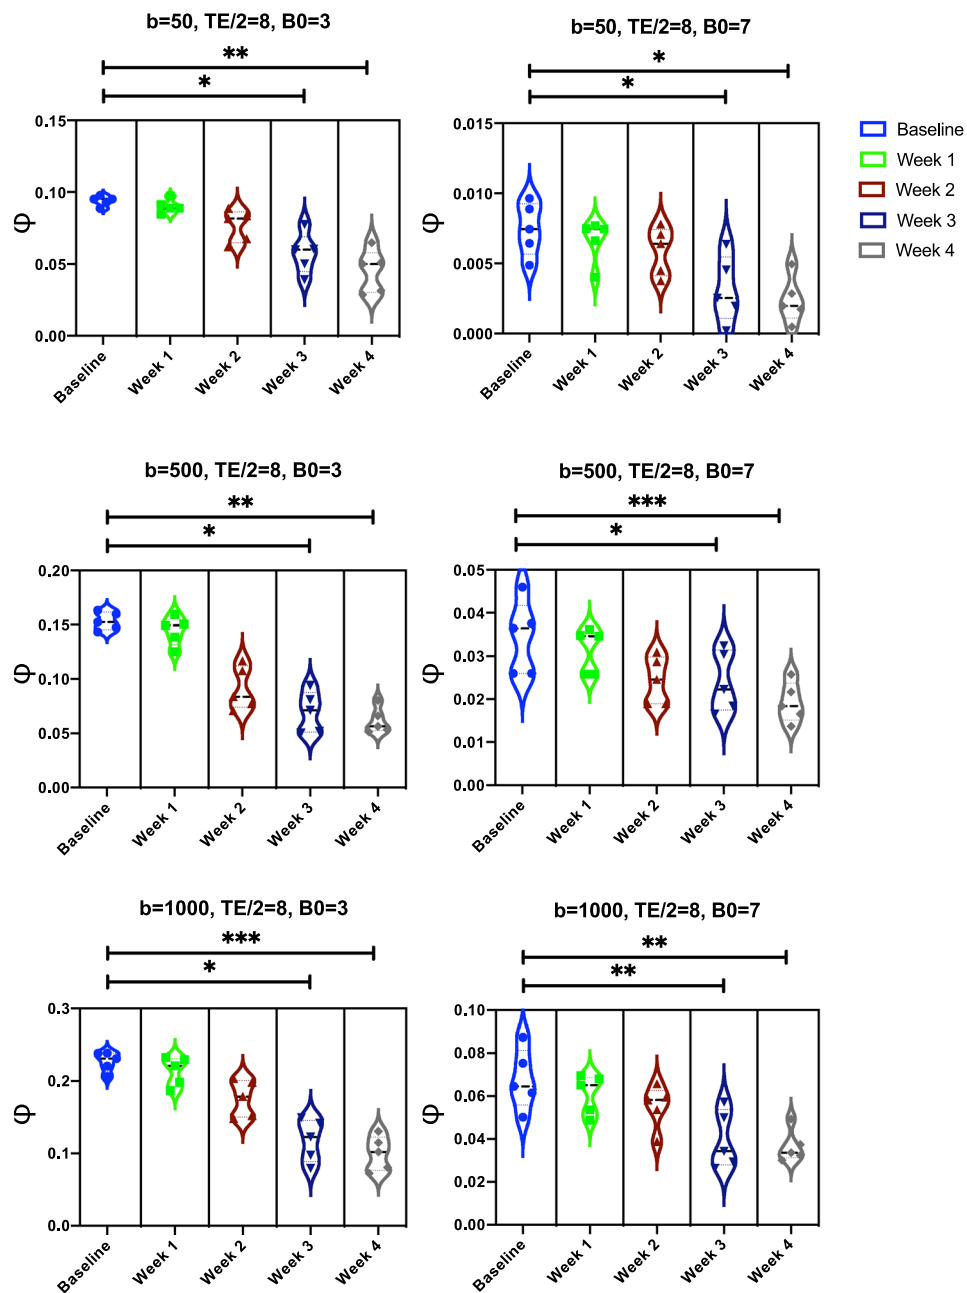 b=50, TE/2=8, B0=3
**
*
0.15
0.10
0.05
0.00
φ
Baseline
Week 1
Week 2
Week 3
Week 4
b=50, TE/2=8, B0=7
*
*
0.015
0.010
0.005
0.000
φ
Baseline
Week 1
Week 2
Week 3
Week 4
Baseline
Week 1
Week 2
Week 3
Week 4
b=500, TE/2=8, B0=3
**
*
0.20
0.15
0.10
0.05
0.00
φ
Baseline
Week 1
Week 2
Week 3
Week 4
b=500, TE/2=8, B0=7
***
*
0.05
0.04
0.03
0.02
0.01
0.00
φ
Baseline
Week 1
Week 2
Week 3
Week 4
b=1000, TE/2=8, B0=3
***
*
0.3
0.2
0.1
0.0
φ
Baseline
Week 1
Week 2
Week 3
Week 4
b=1000, TE/2=8, B0=7
**
**
0.10
0.08
0.06
0.04
0.02
0.00
φ
Baseline
Week 1
Week 2
Week 3
Week 4